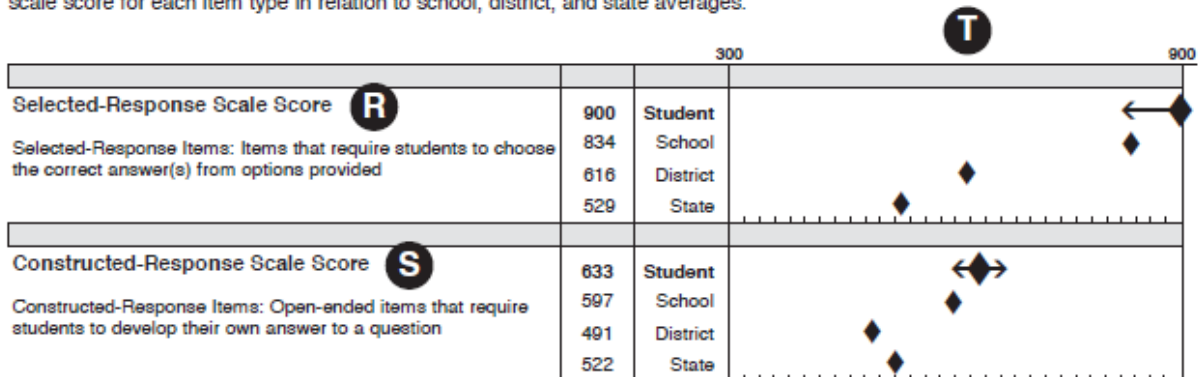 scale score for each item type in relation to school, district, and state averages.
T
300 900
Selected-Response Scale Score R
900 Student
Selected-Response Items: Items that require students to choose
the correct answer(s) from options provided
834 School
616 District
529 State
Constructed-Response Scale Score S
633 Student
Constructed-Response Items: Open-ended items that require
students to develop their own answer to a question
597 School
491 District
522 State